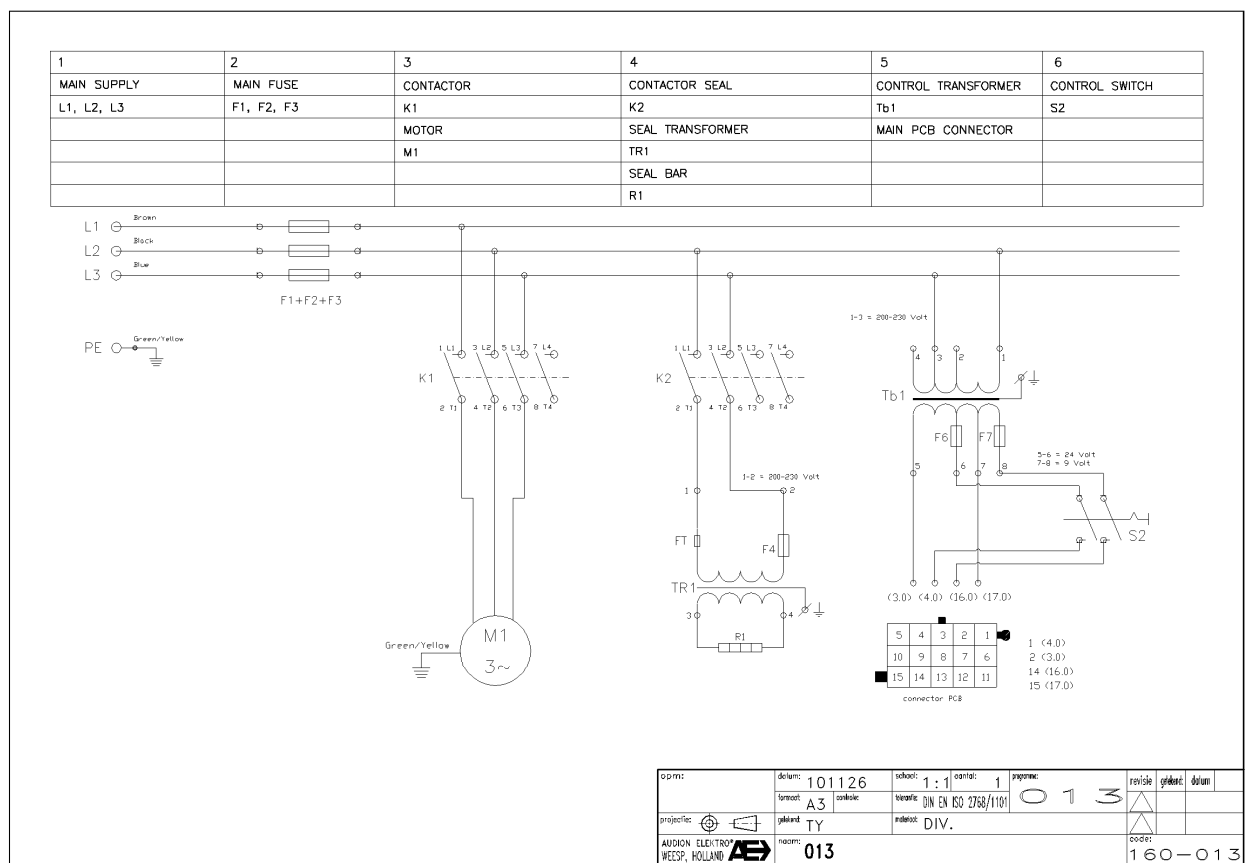 1 2 3 4 5 6
MAIN SUPPLY MAIN FUSE CONTACTOR CONTACTOR SEAL CONTROL TRANSFORMER CONTROL SWITCH
L1, L2, L3 F1, F2, F3 K1 K2 Tb1 S2
MOTOR SEAL TRANSFORMER MAIN PCB CONNECTOR
M1 TR1
SEAL BAR
R1
L1 Brown
L2 Black
L3 Blue
F1+F2+F3
PE Green/Yellow
1-3 = 200-230 Volt
1 L1 3 L2 5 L3 7 L4
K1
2 T1 4 T2 6 T3 8 T4
1 L1 3 L2 5 L3 7 L4
K2
2 T1 4 T2 6 T3 8 T4
4 3 2 1
Tb1
F6 F7
5-6 = 24 Volt
7-8 = 9 Volt
5 6 7 8
1-2 = 200-230 Volt
1 2
S2
FT F4
TR1
3 4
R1
(3.0) (4.0) (16.0) (17.0)
M1
3~
Green/Yellow
5 4 3 2 1
10 9 8 7 6
15 14 13 12 11
connector PCB
1 (4.0)
2 (3.0)
14 (16.0)
15 (17.0)
opm: datum: 101126 schaal: 1:1 aantal: 1 programma: 013 revisie getekend: datum
formaat: A3 controle: tolerantie: DIN EN ISO 2768/1101
projectie: getekend: TY materiaal: DIV.
AUDION ELEKTRO
WEESP, HOLLAND AE naam: 013 code: 160-013